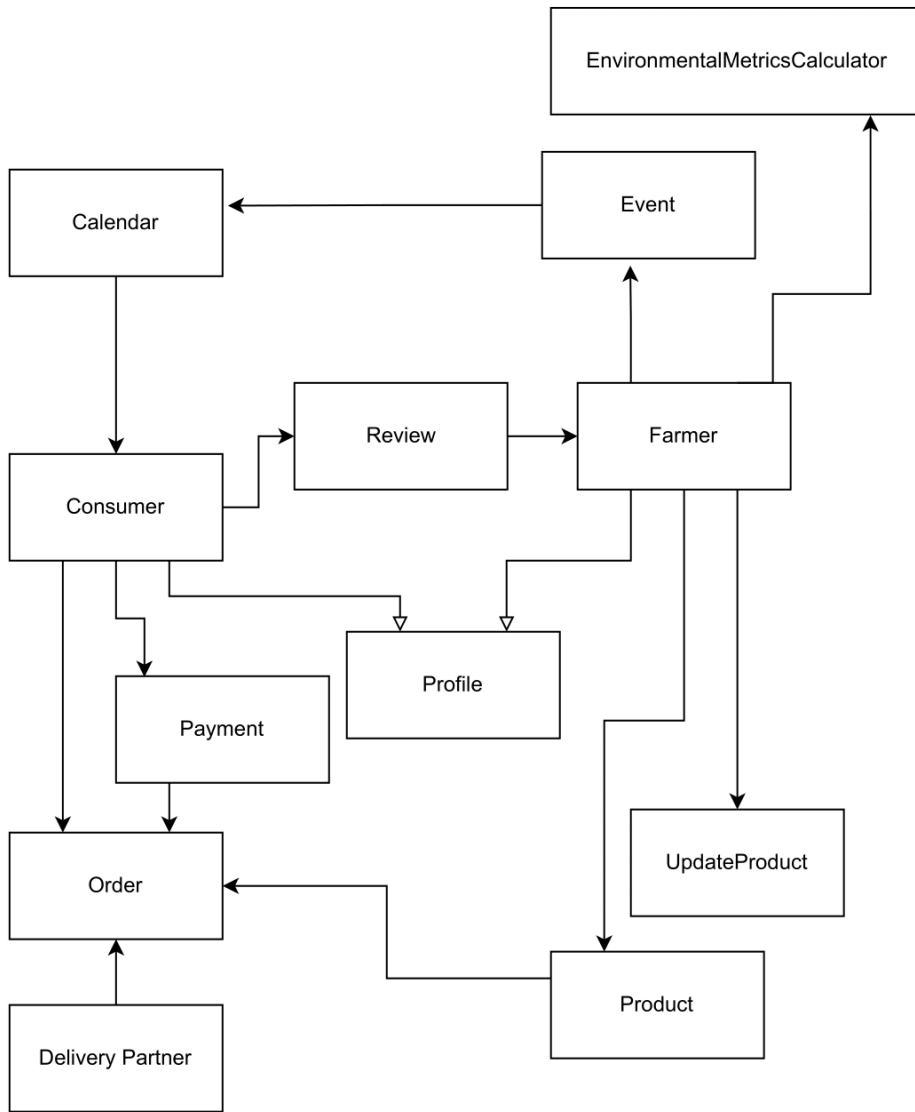 EnvironmentalMetricsCalculator
Event
Calendar
Review
Farmer
Consumer
Profile
Payment
UpdateProduct
Order
Product
Delivery Partner